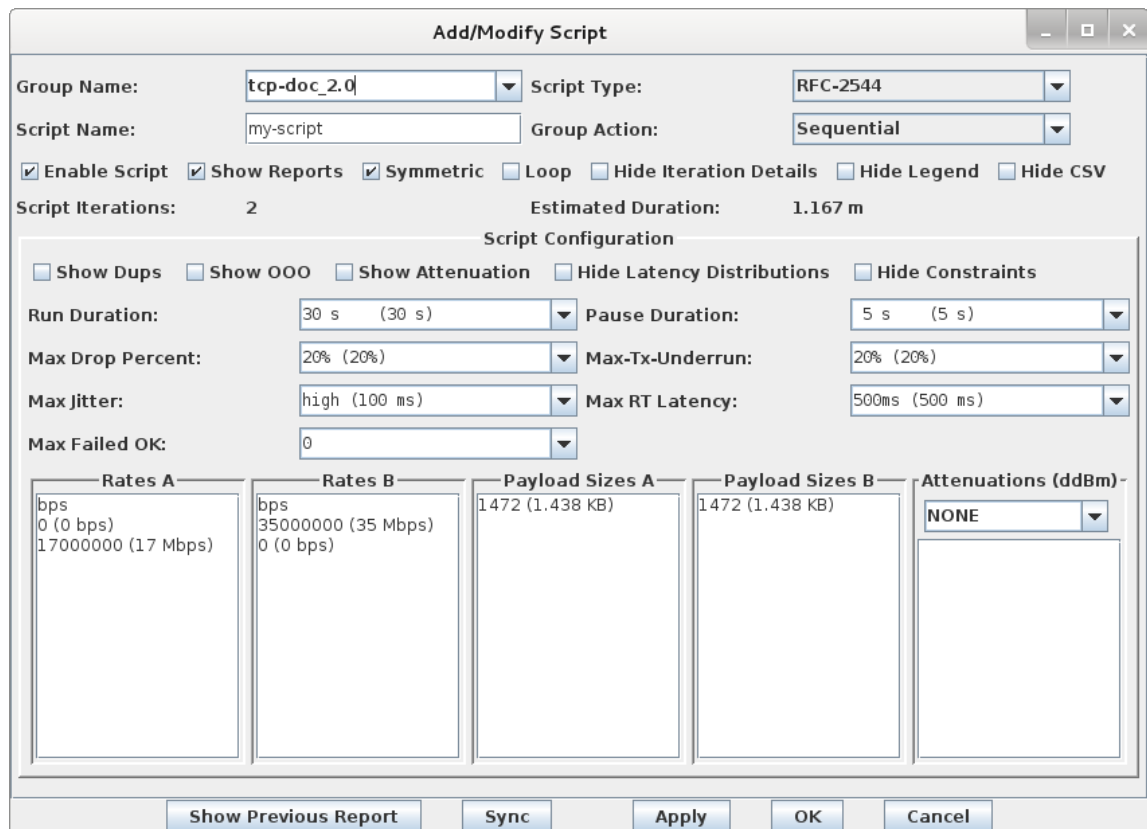 Add/Modify Script
Group Name: tcp-doc_2.0 Script Type: RFC-2544
Script Name: my-script Group Action: Sequential
Enable Script Show Reports Symmetric Loop Hide Iteration Details Hide Legend Hide CSV
Script Iterations: 2 Estimated Duration: 1.167 m
Script Configuration
Show Dups Show OOO Show Attenuation Hide Latency Distributions Hide Constraints
Run Duration: 30 s (30 s) Pause Duration: 5 s (5 s)
Max Drop Percent: 20% (20%) Max-Tx-Underrun: 20% (20%)
Max Jitter: high (100 ms) Max RT Latency: 500ms (500 ms)
Max Failed OK: 0
Rates A
bps
0 (0 bps)
17000000 (17 Mbps)
Rates B
bps
35000000 (35 Mbps)
0 (0 bps)
Payload Sizes A
1472 (1.438 KB)
Payload Sizes B
1472 (1.438 KB)
Attenuations (ddBm)
NONE
Show Previous Report Sync Apply OK Cancel